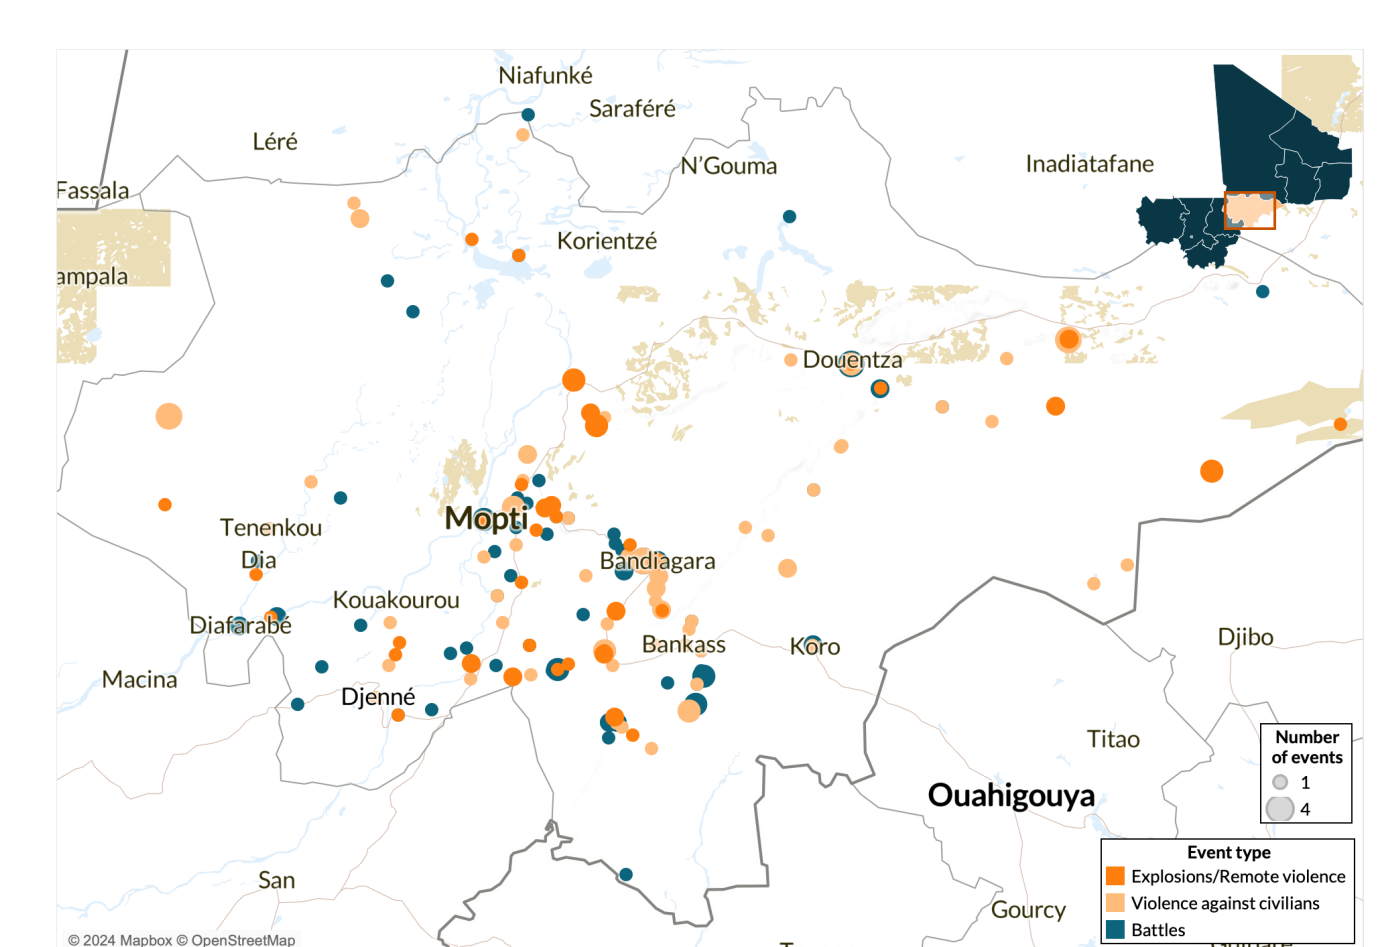 Niafunké
Saraféré
Léré
N'Gouma
Inadiatafane
Fassala
Korientzé
ampala
Douentza
Mopti
Tenenkou
Dia
Bandiagara
Kouakourou
Diafarabé
Bankass
Koro
Djibo
Macina
Djenné
Titao
Number
of events
1
4
Ouahigouya
Event type
Explosions/Remote violence
Violence against civilians
Battles
San
Gourcy
© 2024 Mapbox © OpenStreetMap